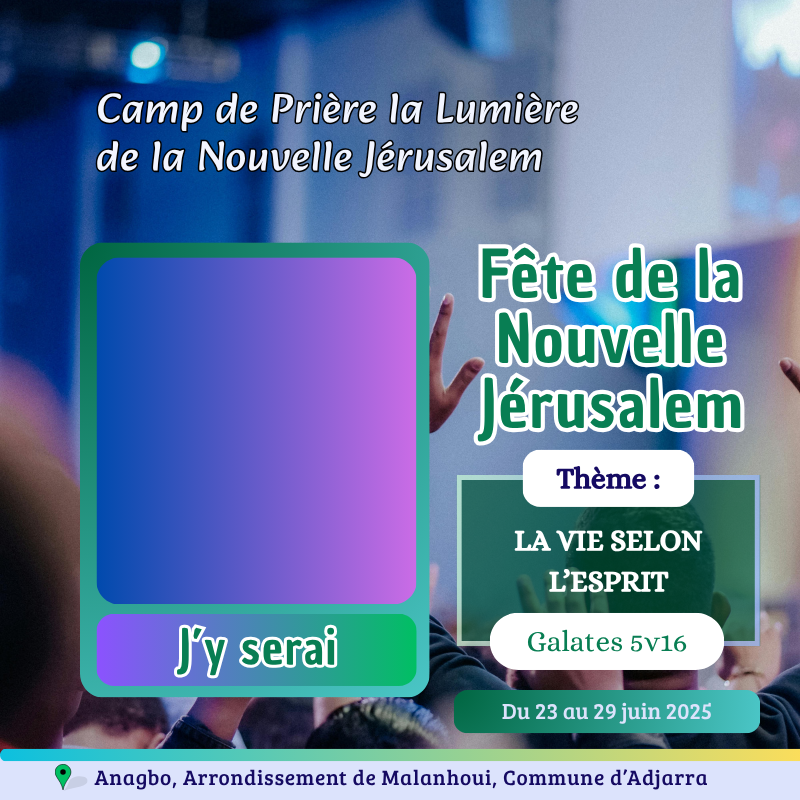 Camp de Prière la Lumière
de la Nouvelle Jérusalem
Fête de la
Nouvelle
Jérusalem
Thème :
LA VIE SELON
L'ESPRIT
Galates 5v16
J'y serai
Du 23 au 29 juin 2025
Anagbo, Arrondissement de Malanhoui, Commune d'Adjarra